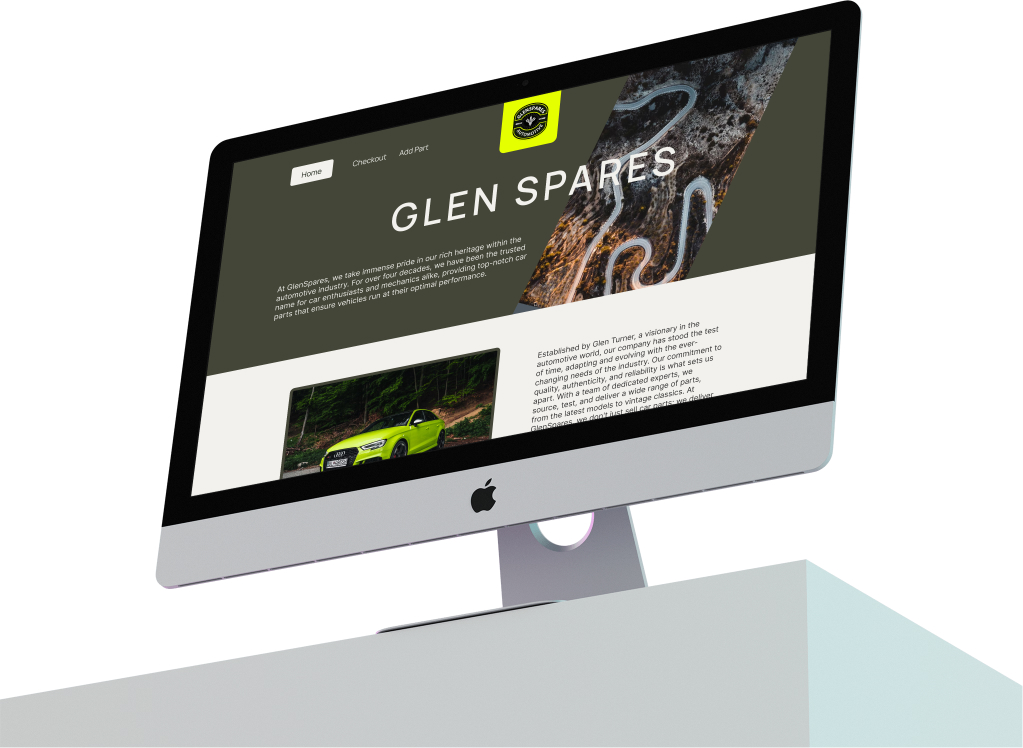 Home
Checkout
Add Part
GLENSPARES
AUTOMOTIVE
GLEN SPARES
At GlenSpares, we take immense pride in our rich heritage within the
automotive industry. For over four decades, we have been the trusted
name for car enthusiasts and mechanics alike, providing top-notch car
parts that ensure vehicles run at their optimal performance.
Established by Glen Turner, a visionary in the
automotive world, our company has stood the test
of time, adapting and evolving with the ever-
changing needs of the industry. Our commitment to
quality, authenticity, and reliability is what sets us
apart. With a team of dedicated experts, we
source, test, and deliver a wide range of parts,
from the latest models to vintage classics. At
GlenSpares, we don't just sell car parts; we deliver